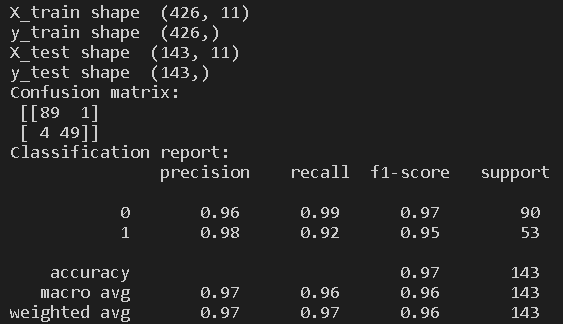 X_train shape  (426, 11)
y_train shape  (426,)
X_test shape  (143, 11)
y_test shape  (143,)
Confusion matrix:
 [[89  1]
 [ 4 49]]
Classification report:
              precision    recall  f1-score   support

           0       0.96      0.99      0.97        90
           1       0.98      0.92      0.95        53

    accuracy                           0.97       143
   macro avg       0.97      0.96      0.96       143
weighted avg       0.97      0.97      0.96       143